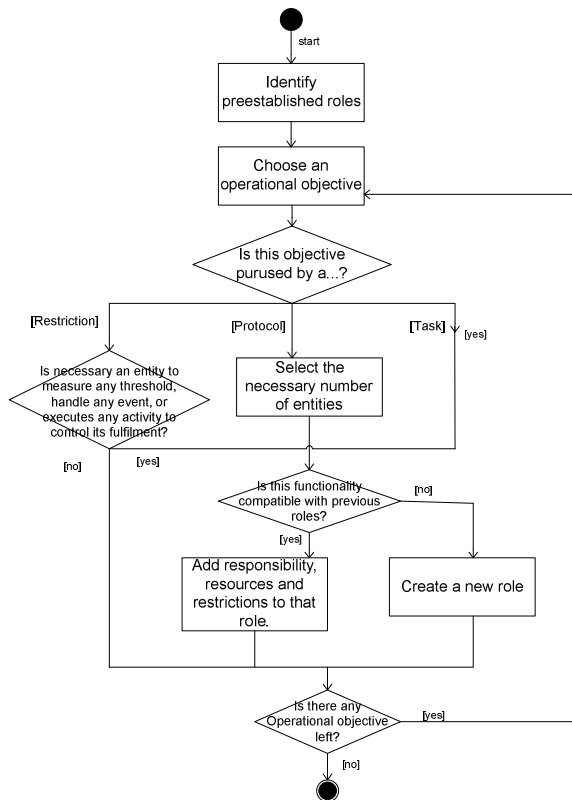 start
Identify
preestablished roles
Choose an
operational objective
Is this objective
purused by a...?
[Restriction]
[Protocol]
[Task]
[yes]
Is necessary an entity to
measure any threshold,
handle any event, or
executes any activity to
control its fulfilment?
Select the
necessary number
of entities
[no]
[yes]
Is this functionality
compatible with previous
roles?
[no]
[yes]
Add responsibility,
resources and
restrictions to that
role.
Create a new role
Is there any
Operational objective
left?
[yes]
[no]